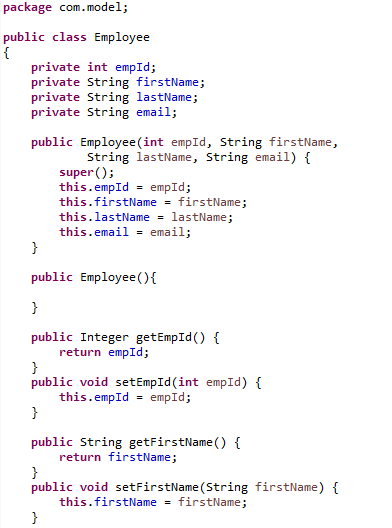 package com.model;
public class Employee
{
private int empId;
private String firstName;
private String lastName;
private String email;
public Employee(int empId, String firstName,
String lastName, String email) {
super();
this.empId = empId;
this.firstName = firstName;
this.lastName = lastName;
this.email = email;
}
public Employee(){
}
public Integer getEmpId() {
return empId;
}
public void setEmpId(int empId) {
this.empId = empId;
}
public String getFirstName() {
return firstName;
}
public void setFirstName(String firstName) {
this.firstName = firstName;
}